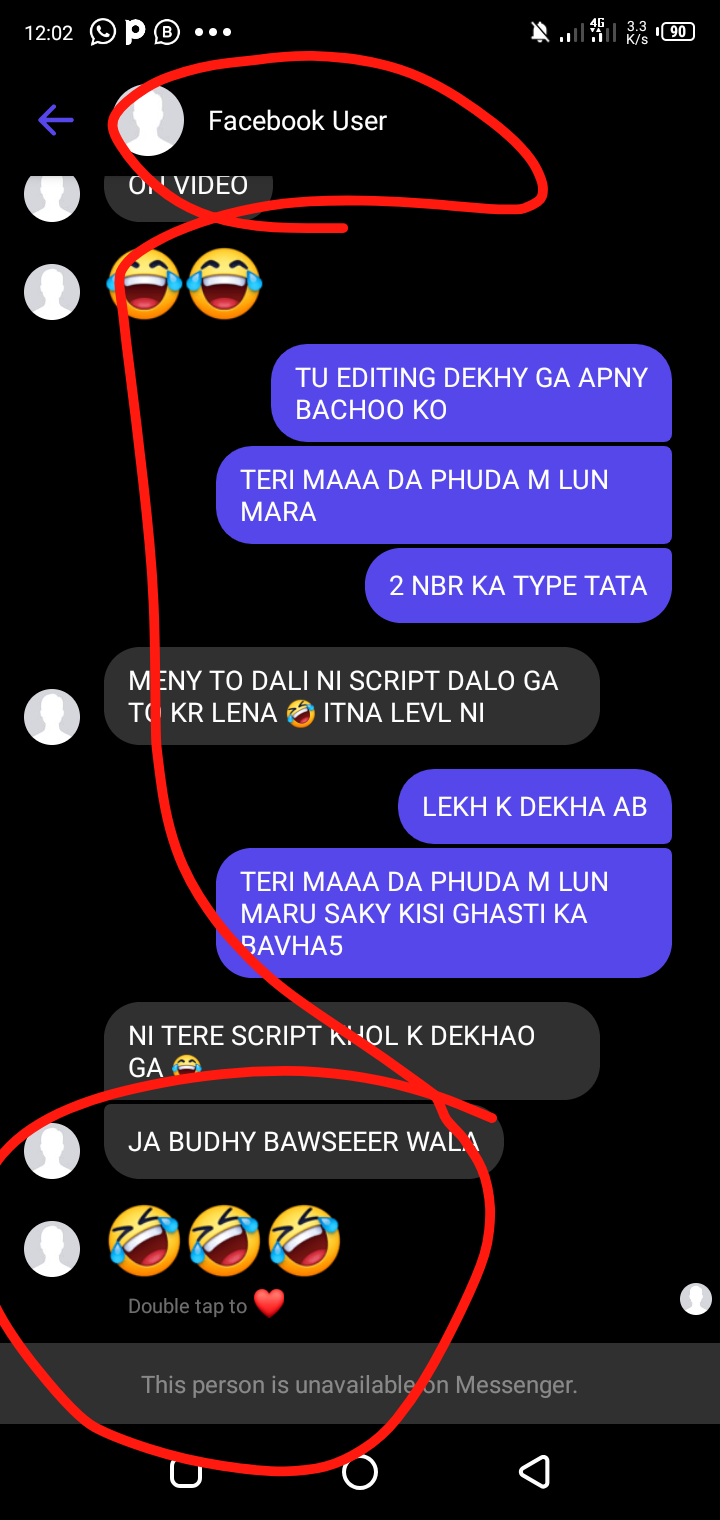 12:02
4G
3.3
K/s
90
Facebook User
ON VIDEO
🤣🤣
TU EDITING DEKHY GA APNY
BACHOO KO
TERI MAAA DA PHUDA M LUN
MARA
2 NBR KA TYPE TATA
MENY TO DALI NI SCRIPT DALO GA
TO KR LENA 🤣 ITNA LEVL NI
LEKH K DEKHA AB
TERI MAAA DA PHUDA M LUN
MARU SAKY KISI GHASTI KA
BAVHA5
NI TERE SCRIPT KHOL K DEKHAO
GA 😂
JA BUDHY BAWSEEER WALA
🤣🤣🤣
Double tap to ❤️
This person is unavailable on Messenger.